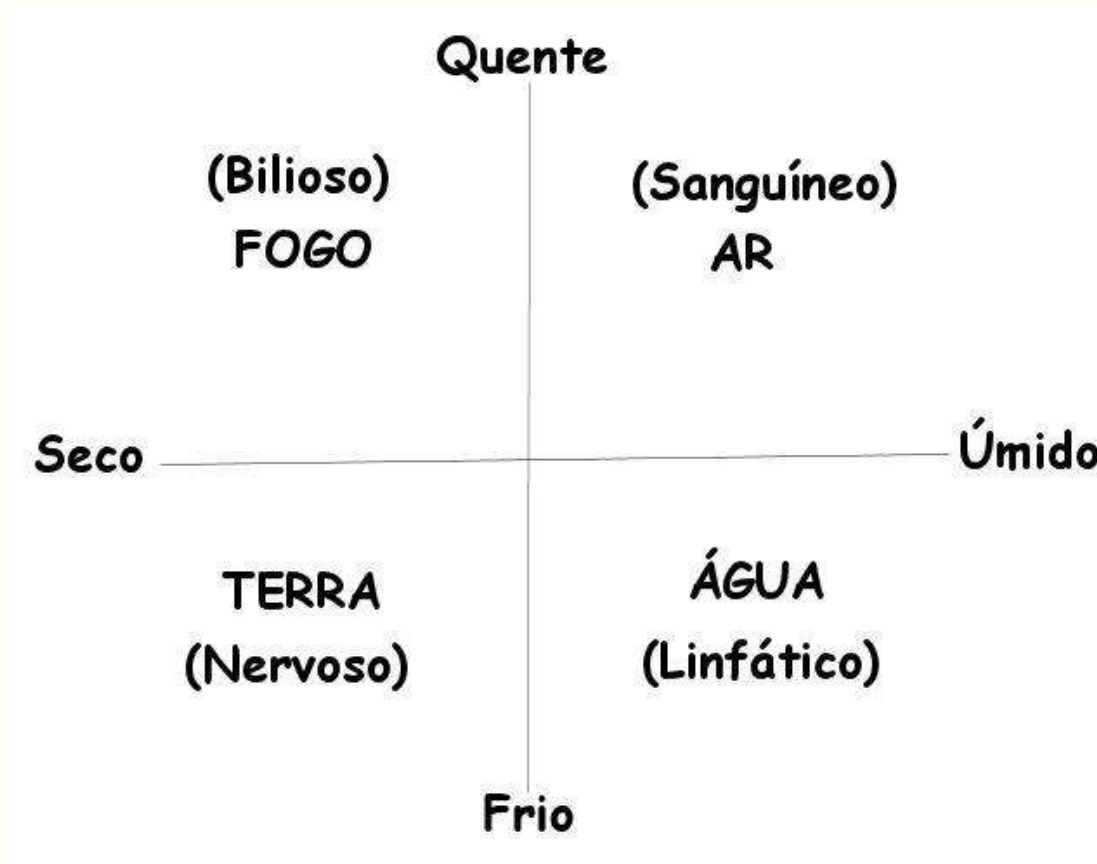 Quente
(Bilioso)
FOGO
(Sanguíneo)
AR
Seco
Úmido
TERRA
(Nervoso)
ÁGUA
(Linfático)
Frio